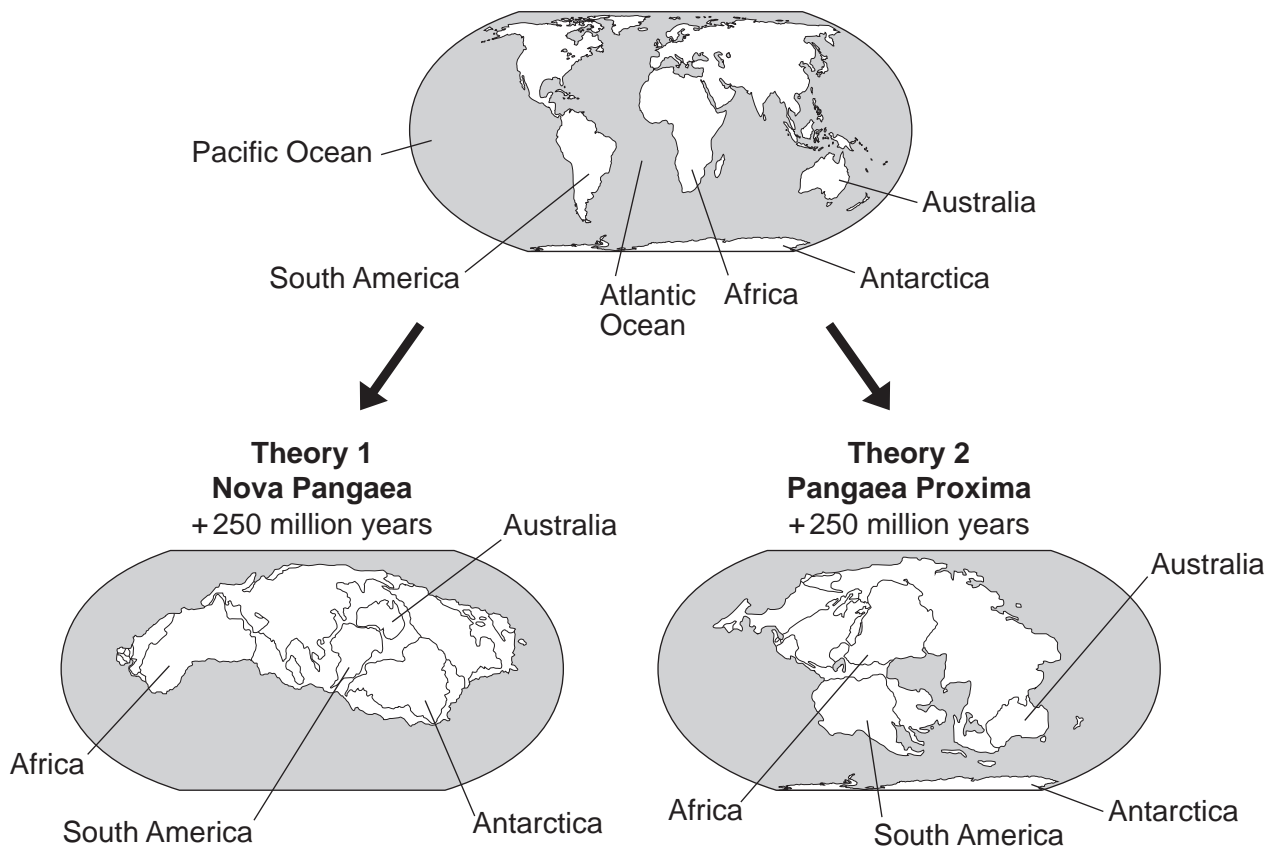 Pacific Ocean
Australia
South America
Antarctica
Atlantic
Ocean
Africa
Theory 1
Nova Pangaea
+ 250 million years
Australia
Africa
South America
Antarctica
Theory 2
Pangaea Proxima
+ 250 million years
Australia
Africa
Antarctica
South America